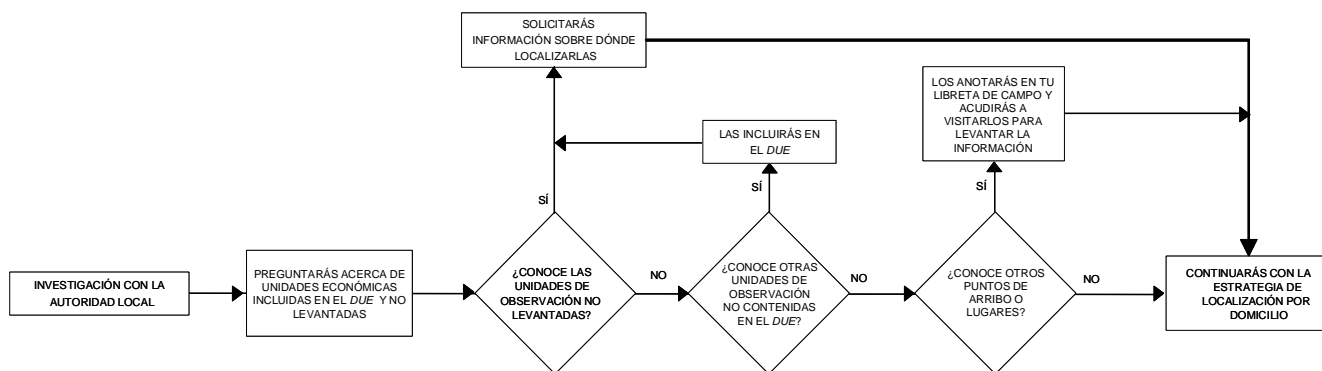 SOLICITARÁS
INFORMACIÓN SOBRE DÓNDE
LOCALIZARLAS
LOS ANOTARÁS EN TU
LIBRETA DE CAMPO Y
ACUDIRÁS A
VISITARLOS PARA
LEVANTAR LA
INFORMACIÓN
LAS INCLUIRÁS EN
EL DUE
SÍ
SÍ
SÍ
INVESTIGACIÓN CON LA
AUTORIDAD LOCAL
PREGUNTARÁS ACERCA DE
UNIDADES ECONÓMICAS
INCLUIDAS EN EL DUE Y NO
LEVANTADAS
¿CONOCE LAS
UNIDADES DE
OBSERVACIÓN NO
LEVANTADAS?
NO
¿CONOCE OTRAS
UNIDADES DE
OBSERVACIÓN
NO CONTENIDAS
EN EL DUE?
NO
¿CONOCE OTROS
PUNTOS DE
ARRIBO O
LUGARES?
NO
CONTINUARÁS CON LA
ESTRATEGIA DE
LOCALIZACIÓN POR
DOMICILIO